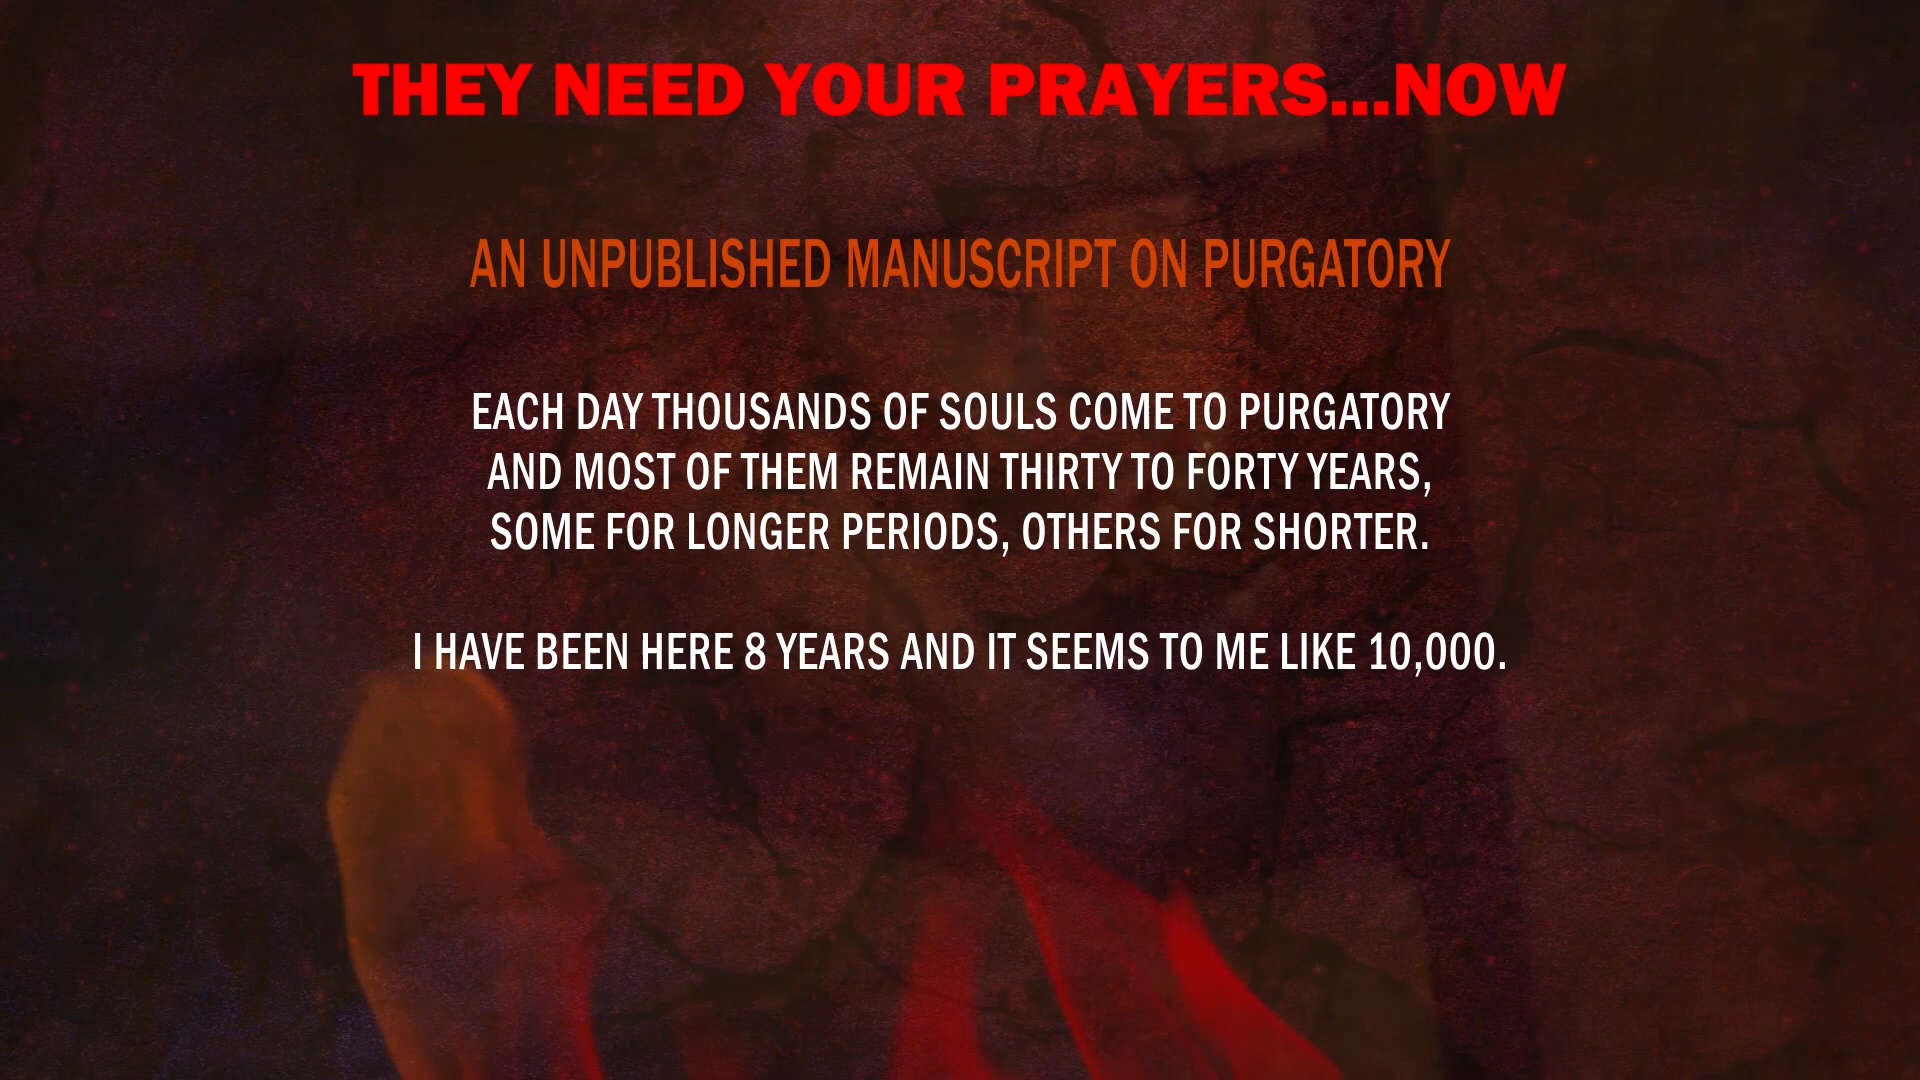 THEY NEED YOUR PRAYERS...NOW
AN UNPUBLISHED MANUSCRIPT ON PURGATORY
EACH DAY THOUSANDS OF SOULS COME TO PURGATORY
AND MOST OF THEM REMAIN THIRTY TO FORTY YEARS,
SOME FOR LONGER PERIODS, OTHERS FOR SHORTER.
I HAVE BEEN HERE 8 YEARS AND IT SEEMS TO ME LIKE 10,000.